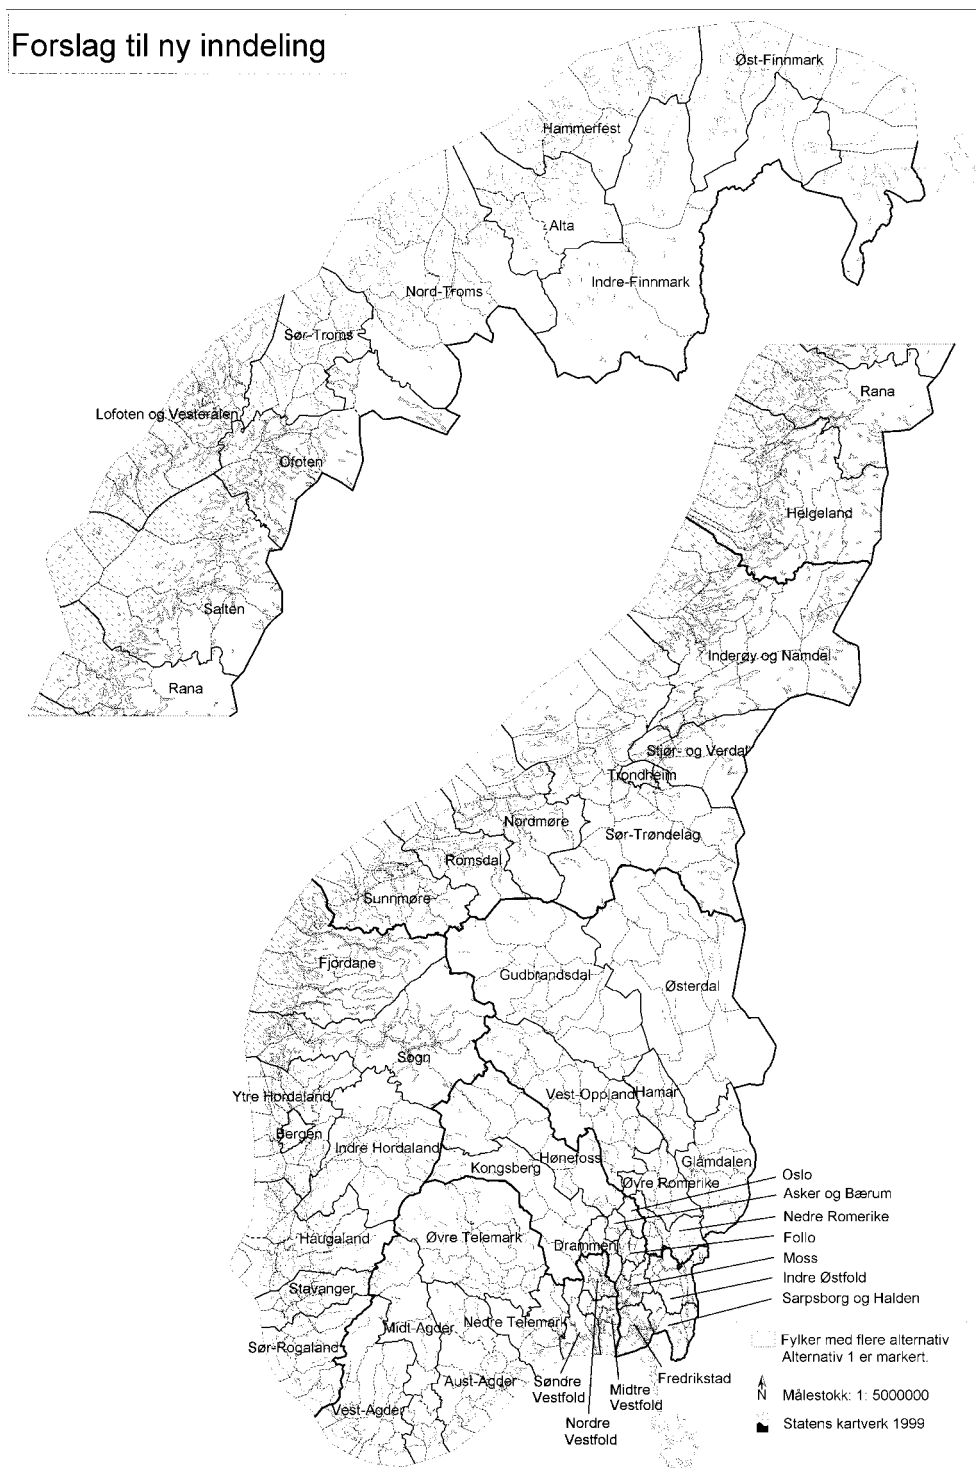 Forslag til ny inndeling
Øst-Finnmark
Hammerfest
Alta
Indre-Finnmark
Nord-Troms
Sør-Troms
Lofoten og Vesterålen
Ofoten
Salten
Rana
Rana
Helgeland
Inderøy og Namdal
Stjør- og Verdal
Trondheim
Nordmøre
Sør-Trøndelag
Romsdal
Sunnmøre
Fjordane
Gudbrandsdal
Østerdal
Sogn
Ytre Hordaland
Vest-Oppland
Hamar
Bergen
Indre Hordaland
Hønefoss
Kongsberg
Glåmdalen
Øvre Romerike
Oslo
Asker og Bærum
Nedre Romerike
Follo
Moss
Indre Østfold
Sarpsborg og Halden
Haugaland
Øvre Telemark
Drammen
Stavanger
Midt-Agder
Nedre Telemark
Sør-Rogaland
Aust-Agder
Vest-Agder
Søndre
Vestfold
Nordre
Vestfold
Midtre
Vestfold
Fredrikstad
Fylker med flere alternativ
Alternativ 1 er markert.
N
Målestokk: 1: 5000000
Statens kartverk 1999